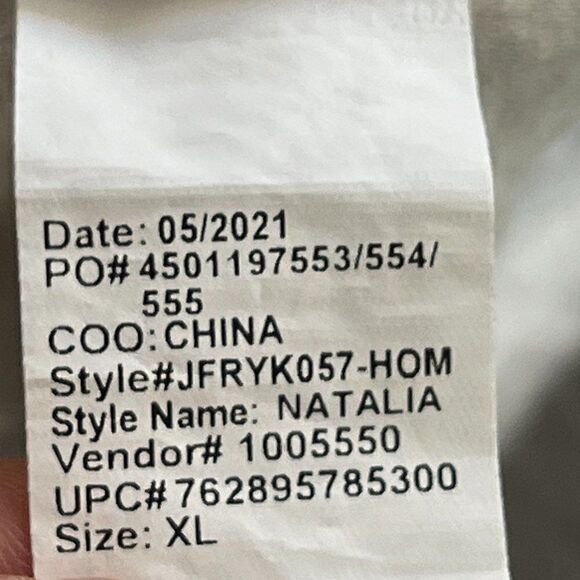 Date: 05/2021
PO# 4501197553/554/
555
COO: CHINA
Style#JFRYK057-HOM
Style Name: NATALIA
Vendor# 1005550
UPC# 762895785300
Size: XL